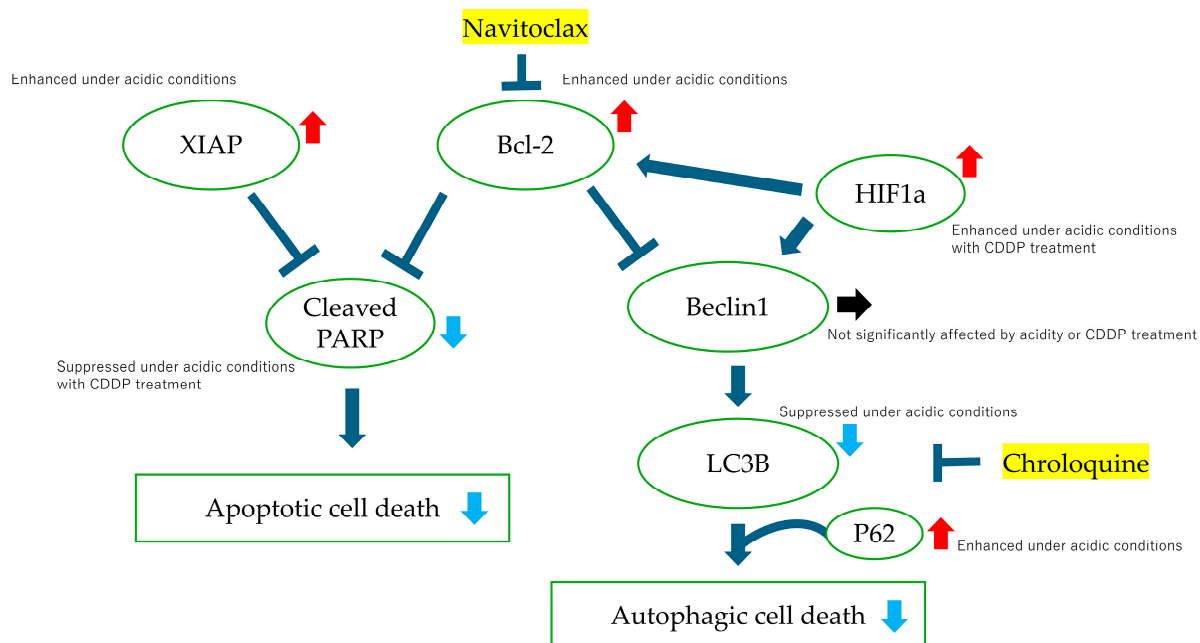 Navitoclax
Enhanced under acidic conditions
Enhanced under acidic conditions
XIAP
Bcl-2
HIF1a
Enhanced under acidic conditions
with CDDP treatment
Cleaved
PARP
Beclin1
Not significantly affected by acidity or CDDP treatment
Suppressed under acidic conditions
with CDDP treatment
Suppressed under acidic conditions
LC3B
Chroloquine
Apoptotic cell death
P62
Enhanced under acidic conditions
Autophagic cell death